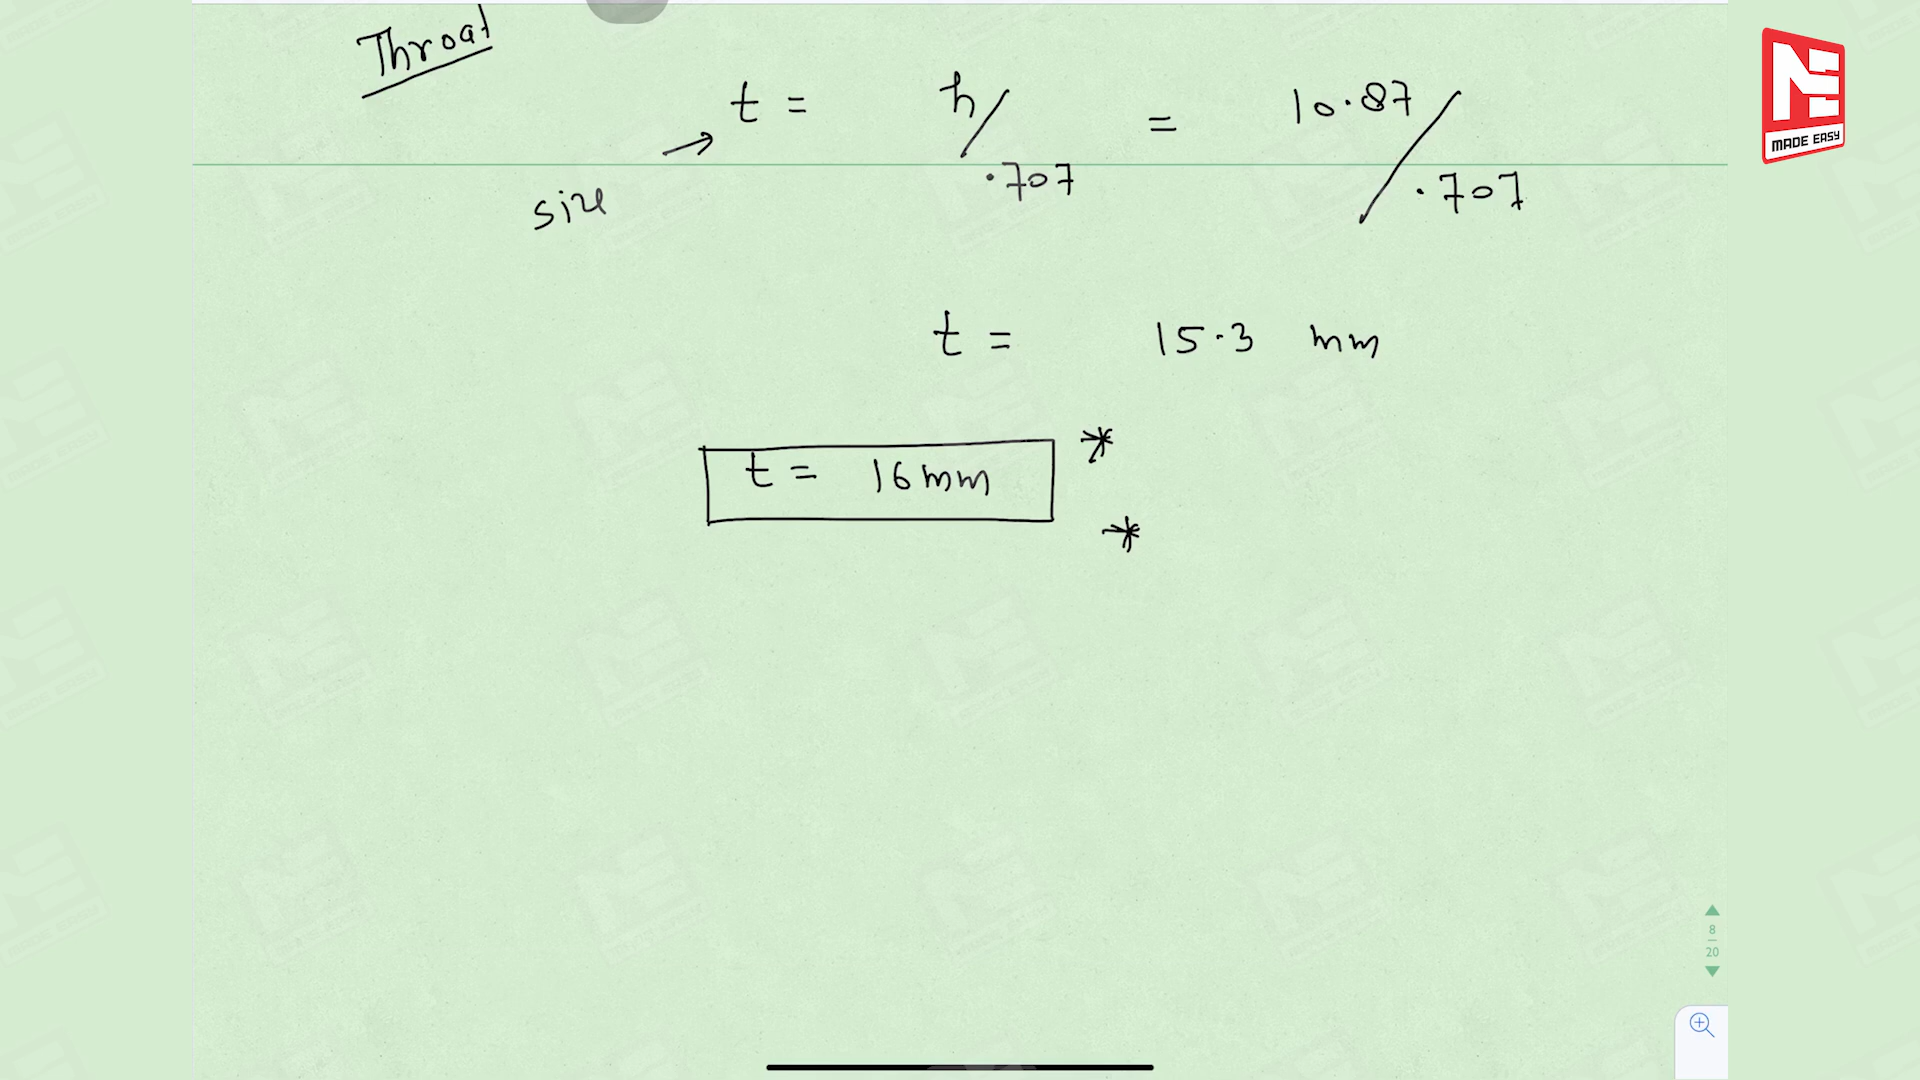 Throat
t = h/.707 = 10.87/.707
size →
t = 15.3 mm
t = 16mm *
*
MADE EASY
8
20